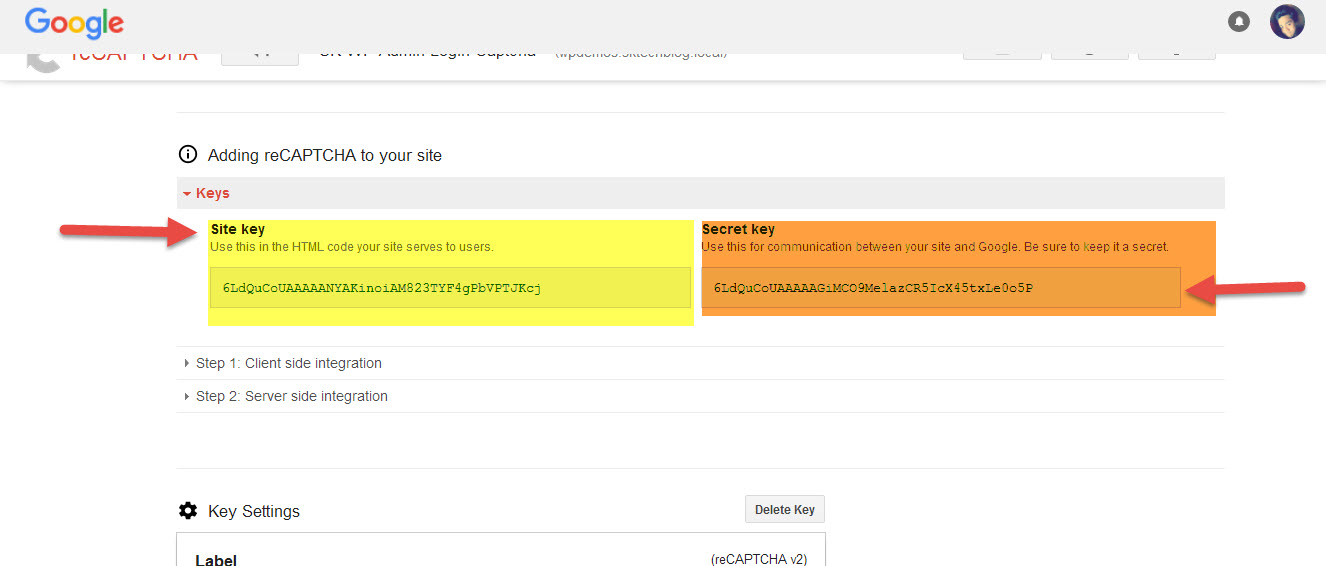 Google
reCAPTCHA
Adding reCAPTCHA to your site
Keys
Site key
Use this in the HTML code your site serves to users.
6LdQuCoUAAAAANYAKinoiAM823TYF4gPbVPTJKcj
Secret key
Use this for communication between your site and Google. Be sure to keep it a secret.
6LdQuCoUAAAAAGiMCO9MelazCR5IcX45txLe0o5P
Step 1: Client side integration
Step 2: Server side integration
Key Settings
Delete Key
Label
(reCAPTCHA v2)